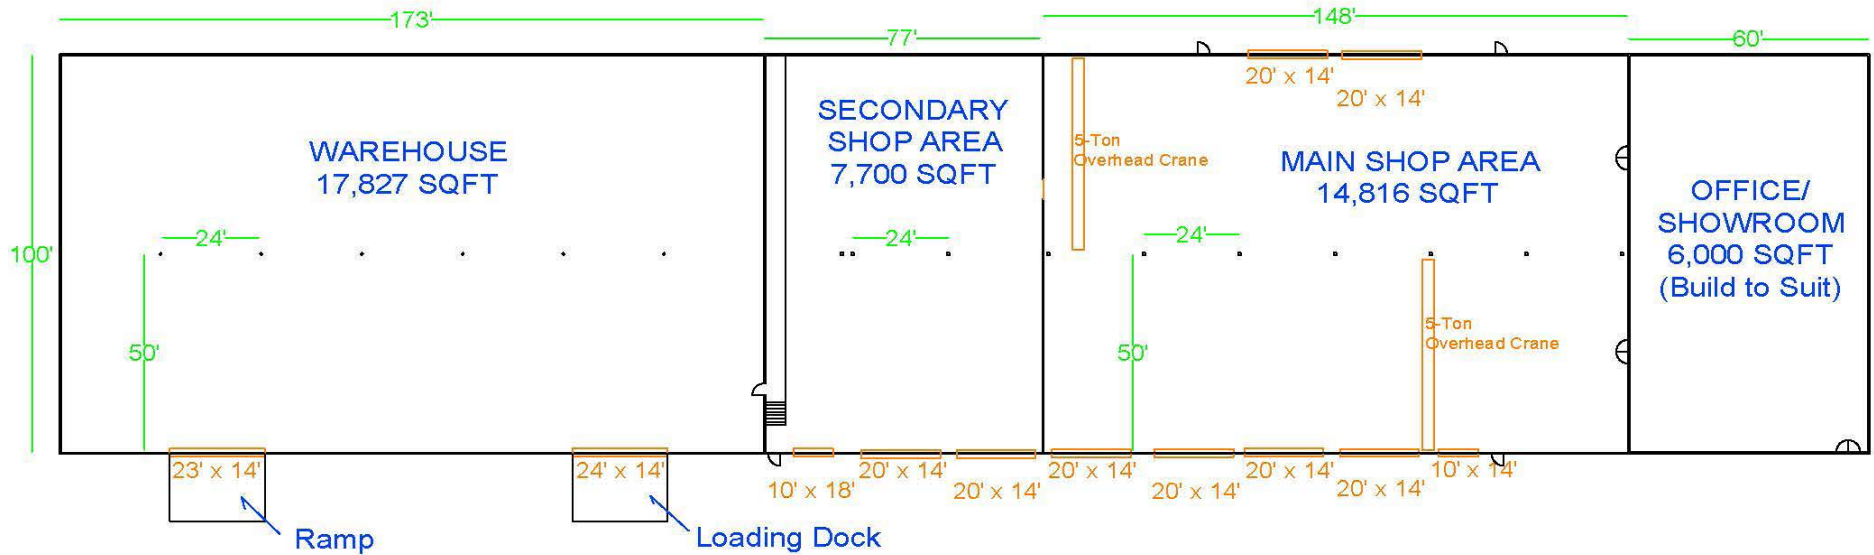 173'
77'
148'
60'
20' x 14'
20' x 14'
SECONDARY
SHOP AREA
7,700 SQFT
5-Ton
Overhead Crane
WAREHOUSE
17,827 SQFT
MAIN SHOP AREA
14,816 SQFT
OFFICE/
SHOWROOM
6,000 SQFT
(Build to Suit)
24'
24'
24'
100'
50'
50'
5-Ton
Overhead Crane
23' x 14'
24' x 14'
10' x 18'
20' x 14'
20' x 14'
20' x 14'
20' x 14'
20' x 14'
20' x 14'
10' x 14'
Ramp
Loading Dock